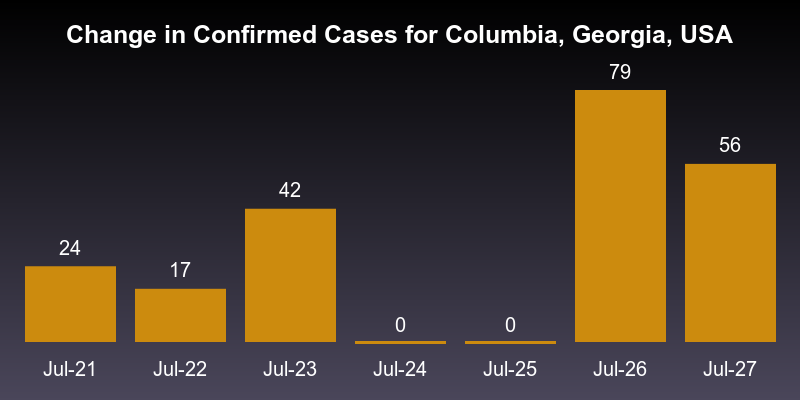 Change in Confirmed Cases for Columbia, Georgia, USA
24
17
42
0
0
79
56
Jul-21
Jul-22
Jul-23
Jul-24
Jul-25
Jul-26
Jul-27